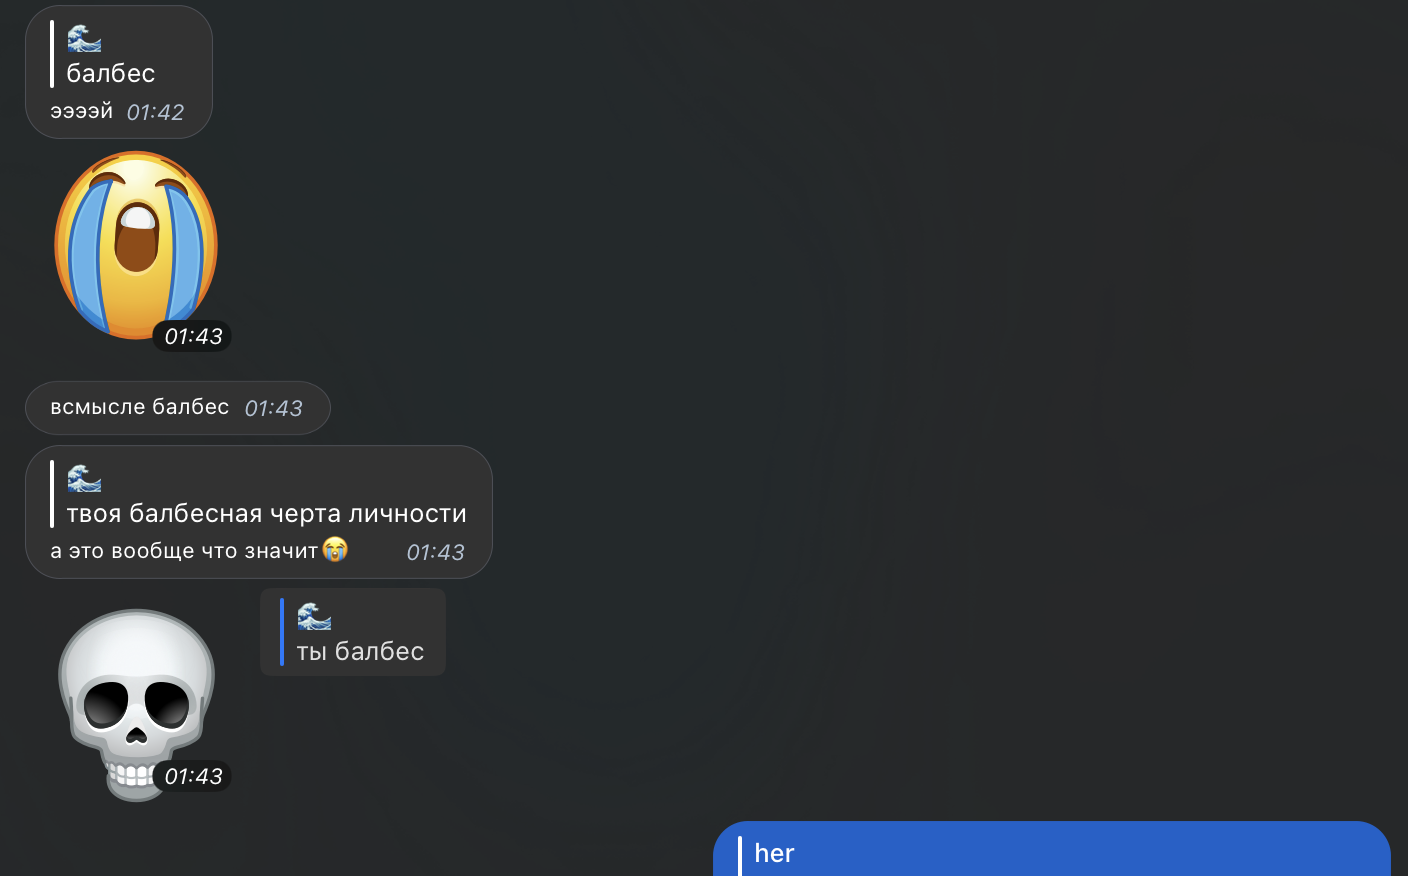 🌊
балбес
ээээй 01:42
01:43
всмысле балбес 01:43
🌊
твоя балбесная черта личности
а это вообще что значит😭 01:43
🌊
ты балбес
01:43
her